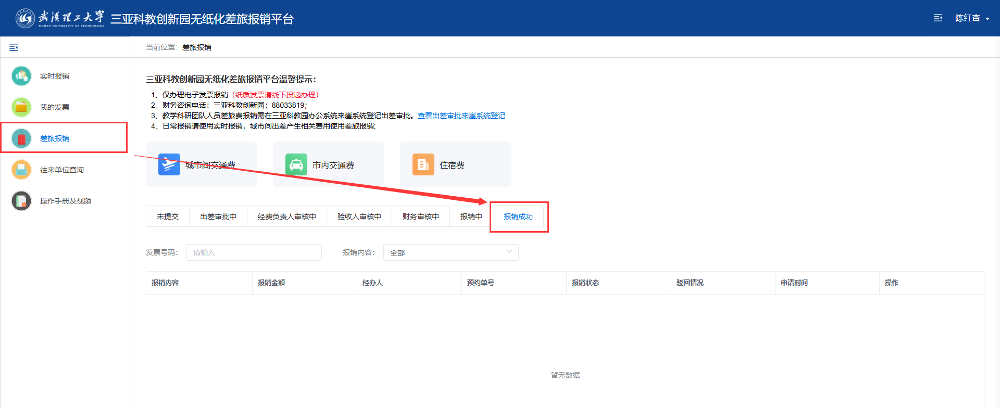 武汉理工大学
WUHAN UNIVERSITY OF TECHNOLOGY
三亚科教创新园无纸化差旅报销平台
陈红杏
当前位置：差旅报销
实时报销
我的发票
差旅报销
往来单位查询
操作手册及视频
三亚科教创新园无纸化差旅报销平台温馨提示：
1、仅办理电子发票报销（纸质发票请线下投递办理）
2、财务咨询电话：三亚科教创新园：88033819；
3、教学科研团队人员差旅费报销需在三亚科教园办公系统来崖系统登记出差审批。查看出差审批来崖系统登记
4、日常报销请使用实时报销，城市间出差产生相关费用使用差旅报销;
城市间交通费
市内交通费
住宿费
未提交
出差审批中
经费负责人审核中
验收人审核中
财务审核中
报销中
报销成功
发票号码：
请输入
报销内容：
全部
报销内容
报销金额
经办人
预约单号
报销状态
驳回情况
申请时间
操作
暂无数据